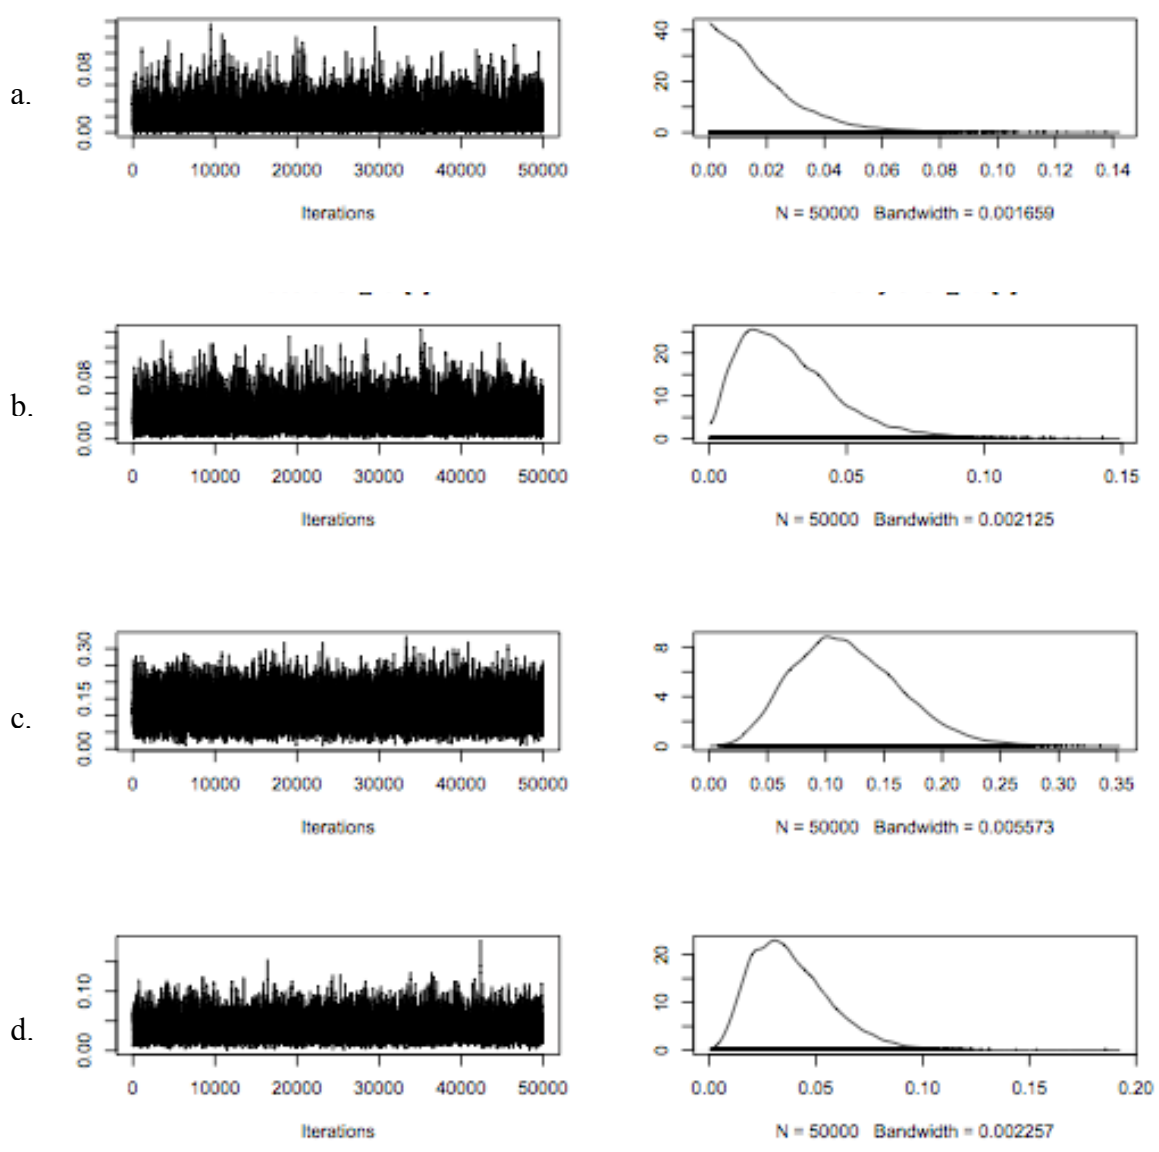 a.
0.00 0.08
0 10000 20000 30000 40000 50000
Iterations
0 20 40
0.00 0.02 0.04 0.06 0.08 0.10 0.12 0.14
N = 50000 Bandwidth = 0.001659
b.
0.00 0.08
0 10000 20000 30000 40000 50000
Iterations
0 10 20
0.00 0.05 0.10 0.15
N = 50000 Bandwidth = 0.002125
c.
0.00 0.15 0.30
0 10000 20000 30000 40000 50000
Iterations
0 4 8
0.00 0.05 0.10 0.15 0.20 0.25 0.30 0.35
N = 50000 Bandwidth = 0.005573
d.
0.00 0.10
0 10000 20000 30000 40000 50000
Iterations
0 10 20
0.00 0.05 0.10 0.15 0.20
N = 50000 Bandwidth = 0.002257